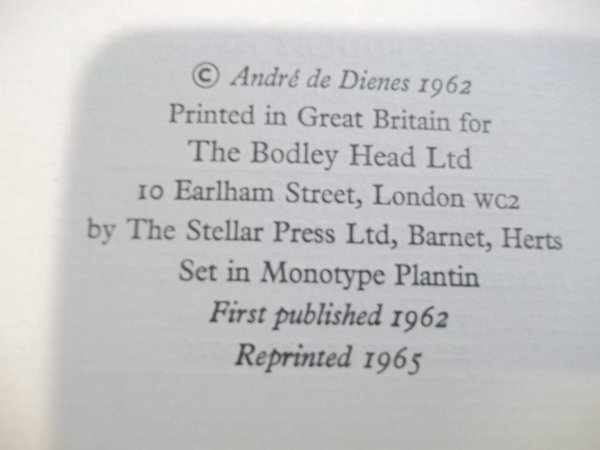 © André de Dienes 1962
Printed in Great Britain for
The Bodley Head Ltd
10 Earlham Street, London WC2
by The Stellar Press Ltd, Barnet, Herts
Set in Monotype Plantin
First published 1962
Reprinted 1965